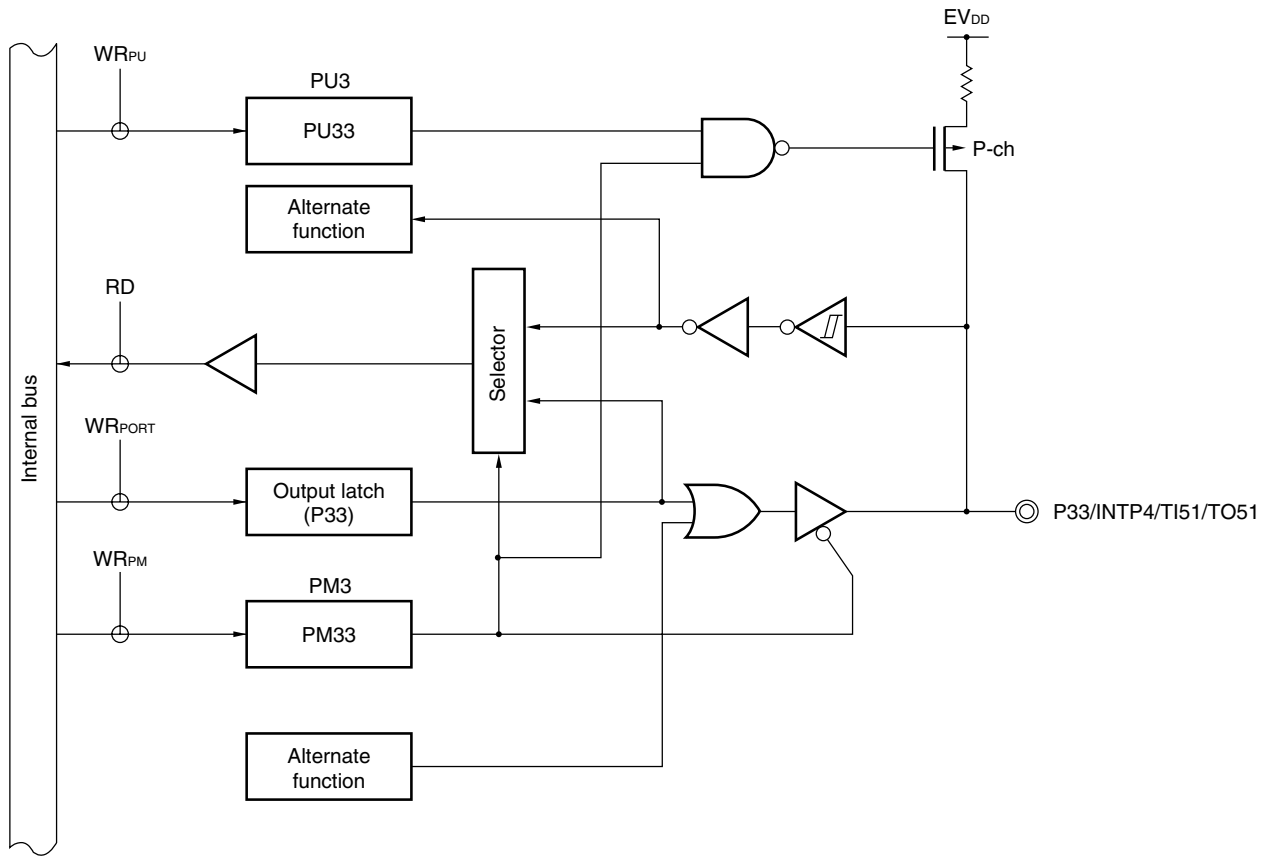 EVDD
WRPU
PU3
PU33
P-ch
Alternate
function
RD
Selector
Internal bus
WRPORT
Output latch
(P33)
P33/INTP4/TI51/TO51
WRPM
PM3
PM33
Alternate
function